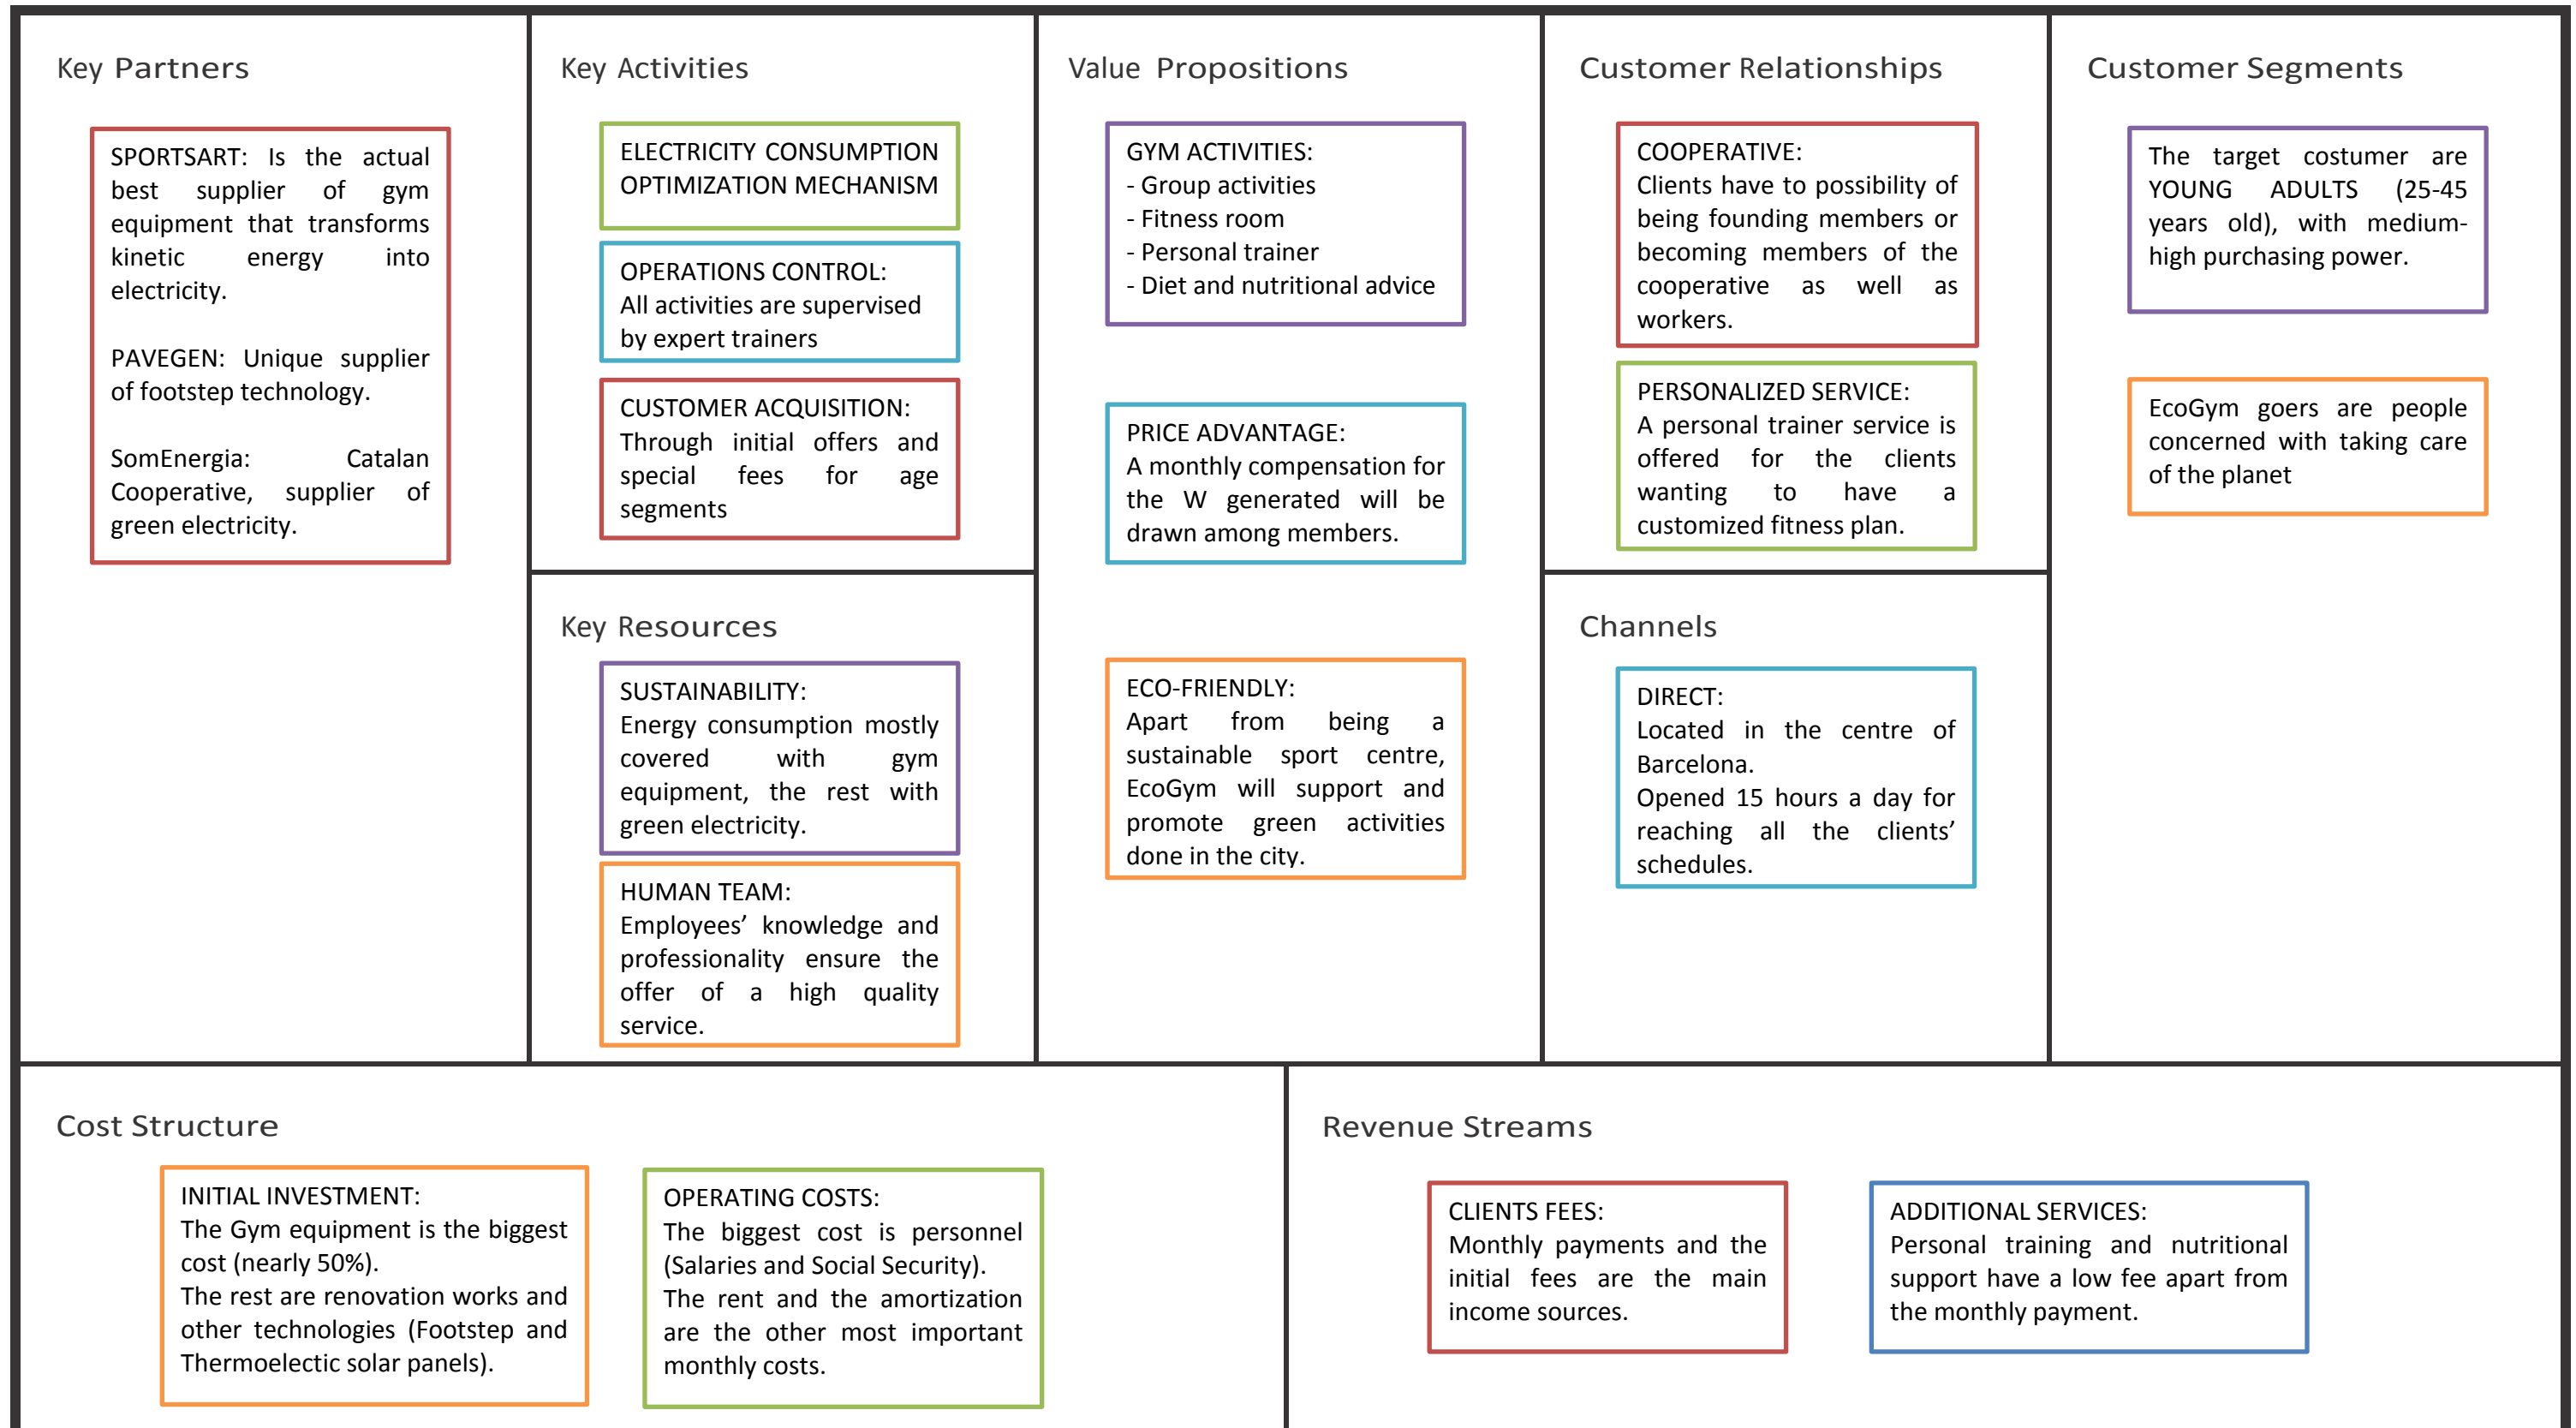 Key Partners
SPORTSART: Is the actual
best supplier of gym
equipment that transforms
kinetic energy into
electricity.
PAVEGEN: Unique supplier
of footstep technology.
SomEnergia: Catalan
Cooperative, supplier of
green electricity.
Key Activities
ELECTRICITY CONSUMPTION
OPTIMIZATION MECHANISM
OPERATIONS CONTROL:
All activities are supervised
by expert trainers
CUSTOMER ACQUISITION:
Through initial offers and
special fees for age
segments
Key Resources
SUSTAINABILITY:
Energy consumption mostly
covered with gym
equipment, the rest with
green electricity.
HUMAN TEAM:
Employees’ knowledge and
professionality ensure the
offer of a high quality
service.
Value Propositions
GYM ACTIVITIES:
- Group activities
- Fitness room
- Personal trainer
- Diet and nutritional advice
PRICE ADVANTAGE:
A monthly compensation for
the W generated will be
drawn among members.
ECO-FRIENDLY:
Apart from being a
sustainable sport centre,
EcoGym will support and
promote green activities
done in the city.
Customer Relationships
COOPERATIVE:
Clients have to possibility of
being founding members or
becoming members of the
cooperative as well as
workers.
PERSONALIZED SERVICE:
A personal trainer service is
offered for the clients
wanting to have a
customized fitness plan.
Channels
DIRECT:
Located in the centre of
Barcelona.
Opened 15 hours a day for
reaching all the clients’
schedules.
Customer Segments
The target costumer are
YOUNG ADULTS (25-45
years old), with medium-
high purchasing power.
EcoGym goers are people
concerned with taking care
of the planet
Cost Structure
INITIAL INVESTMENT:
The Gym equipment is the biggest
cost (nearly 50%).
The rest are renovation works and
other technologies (Footstep and
Thermoelectic solar panels).
OPERATING COSTS:
The biggest cost is personnel
(Salaries and Social Security).
The rent and the amortization
are the other most important
monthly costs.
Revenue Streams
CLIENTS FEES:
Monthly payments and the
initial fees are the main
income sources.
ADDITIONAL SERVICES:
Personal training and nutritional
support have a low fee apart from
the monthly payment.